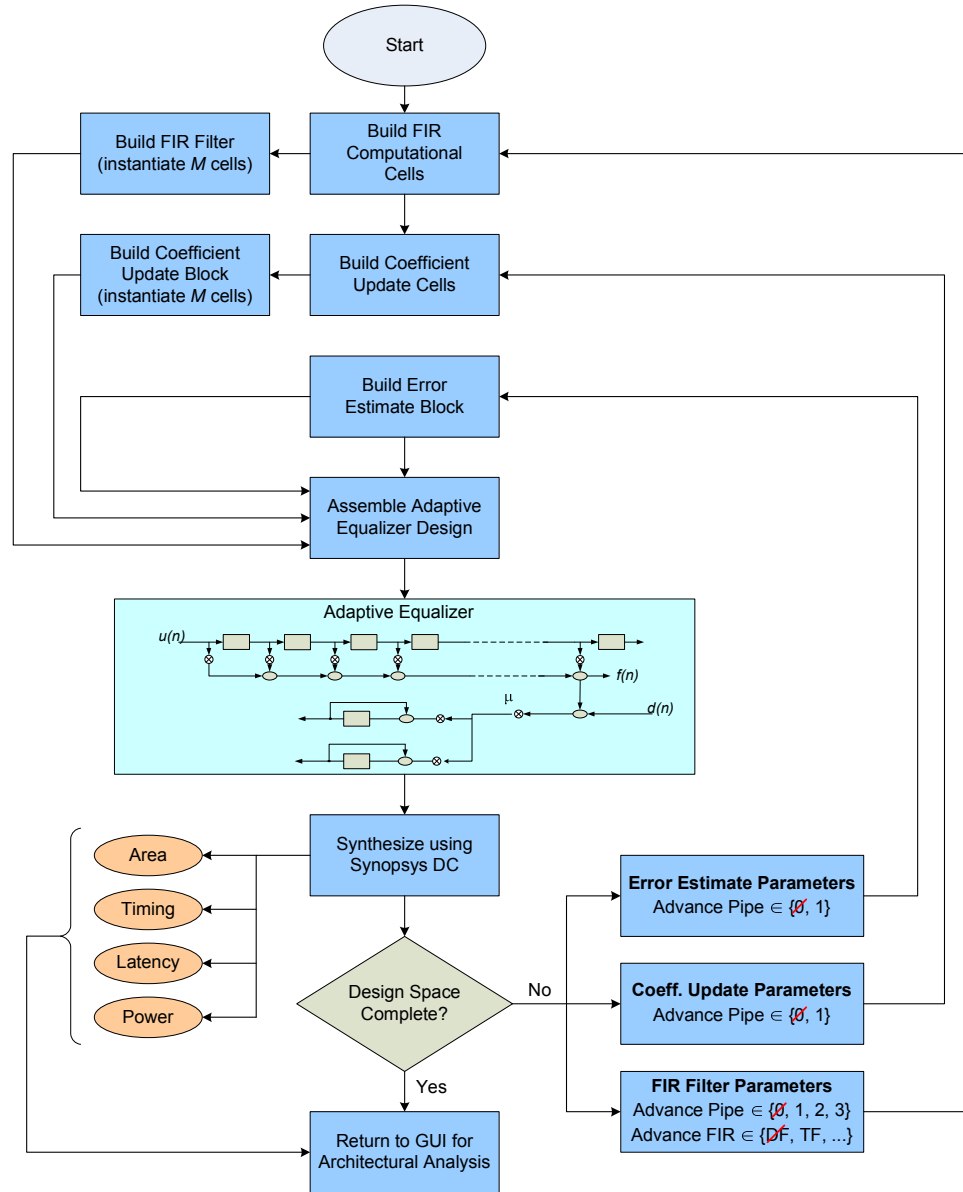 Start
Build FIR Filter
(instantiate M cells)
Build FIR
Computational
Cells
Build Coefficient
Update Block
(instantiate M cells)
Build Coefficient
Update Cells
Build Error
Estimate Block
Assemble Adaptive
Equalizer Design
Adaptive Equalizer
u(n)
f(n)
μ
d(n)
Synthesize using
Synopsys DC
Area
Timing
Latency
Power
Design Space
Complete?
No
Yes
Error Estimate Parameters
Advance Pipe ∈ {0, 1}
Coeff. Update Parameters
Advance Pipe ∈ {0, 1}
FIR Filter Parameters
Advance Pipe ∈ {0, 1, 2, 3}
Advance FIR ∈ {DF, TF, ...}
Return to GUI for
Architectural Analysis